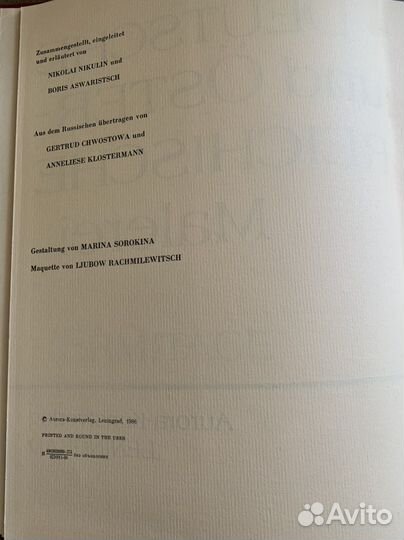 Zusammengestellt, eingeleitet
und erläutert von
NIKOLAI NIKULIN und
BORIS ASWARISTSCH
Aus dem Russischen übertragen von
GERTRUD CHWOSTOWA und
ANNELIESE KLOSTERMANN
Gestaltung von MARINA SOROKINA
Maquette von LJUBOW RACHMILEWITSCH
© Aurora-Kunstverlag, Leningrad, 1986
PRINTED AND BOUND IN THE USSR
без объявления
Avito